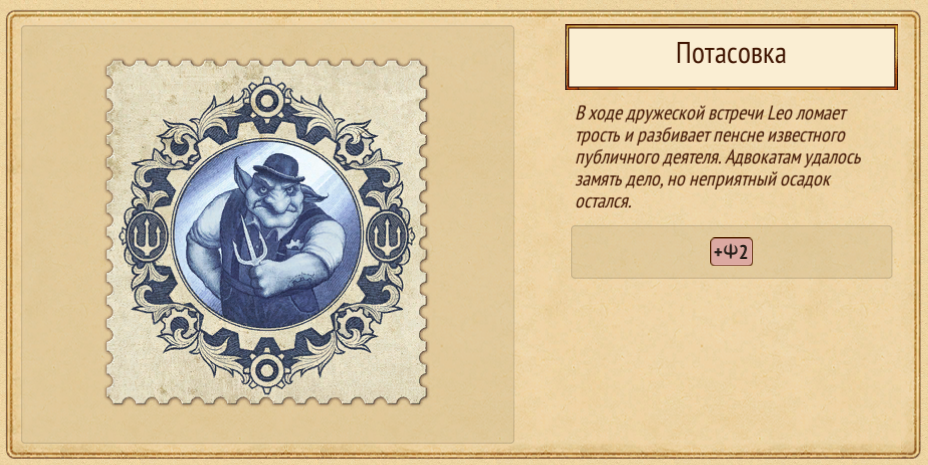 Потасовка
В ходе дружеской встречи Leo ломает
трость и разбивает пенсне известного
публичного деятеля. Адвокатам удалось
замять дело, но неприятный осадок
остался.
+Ψ2